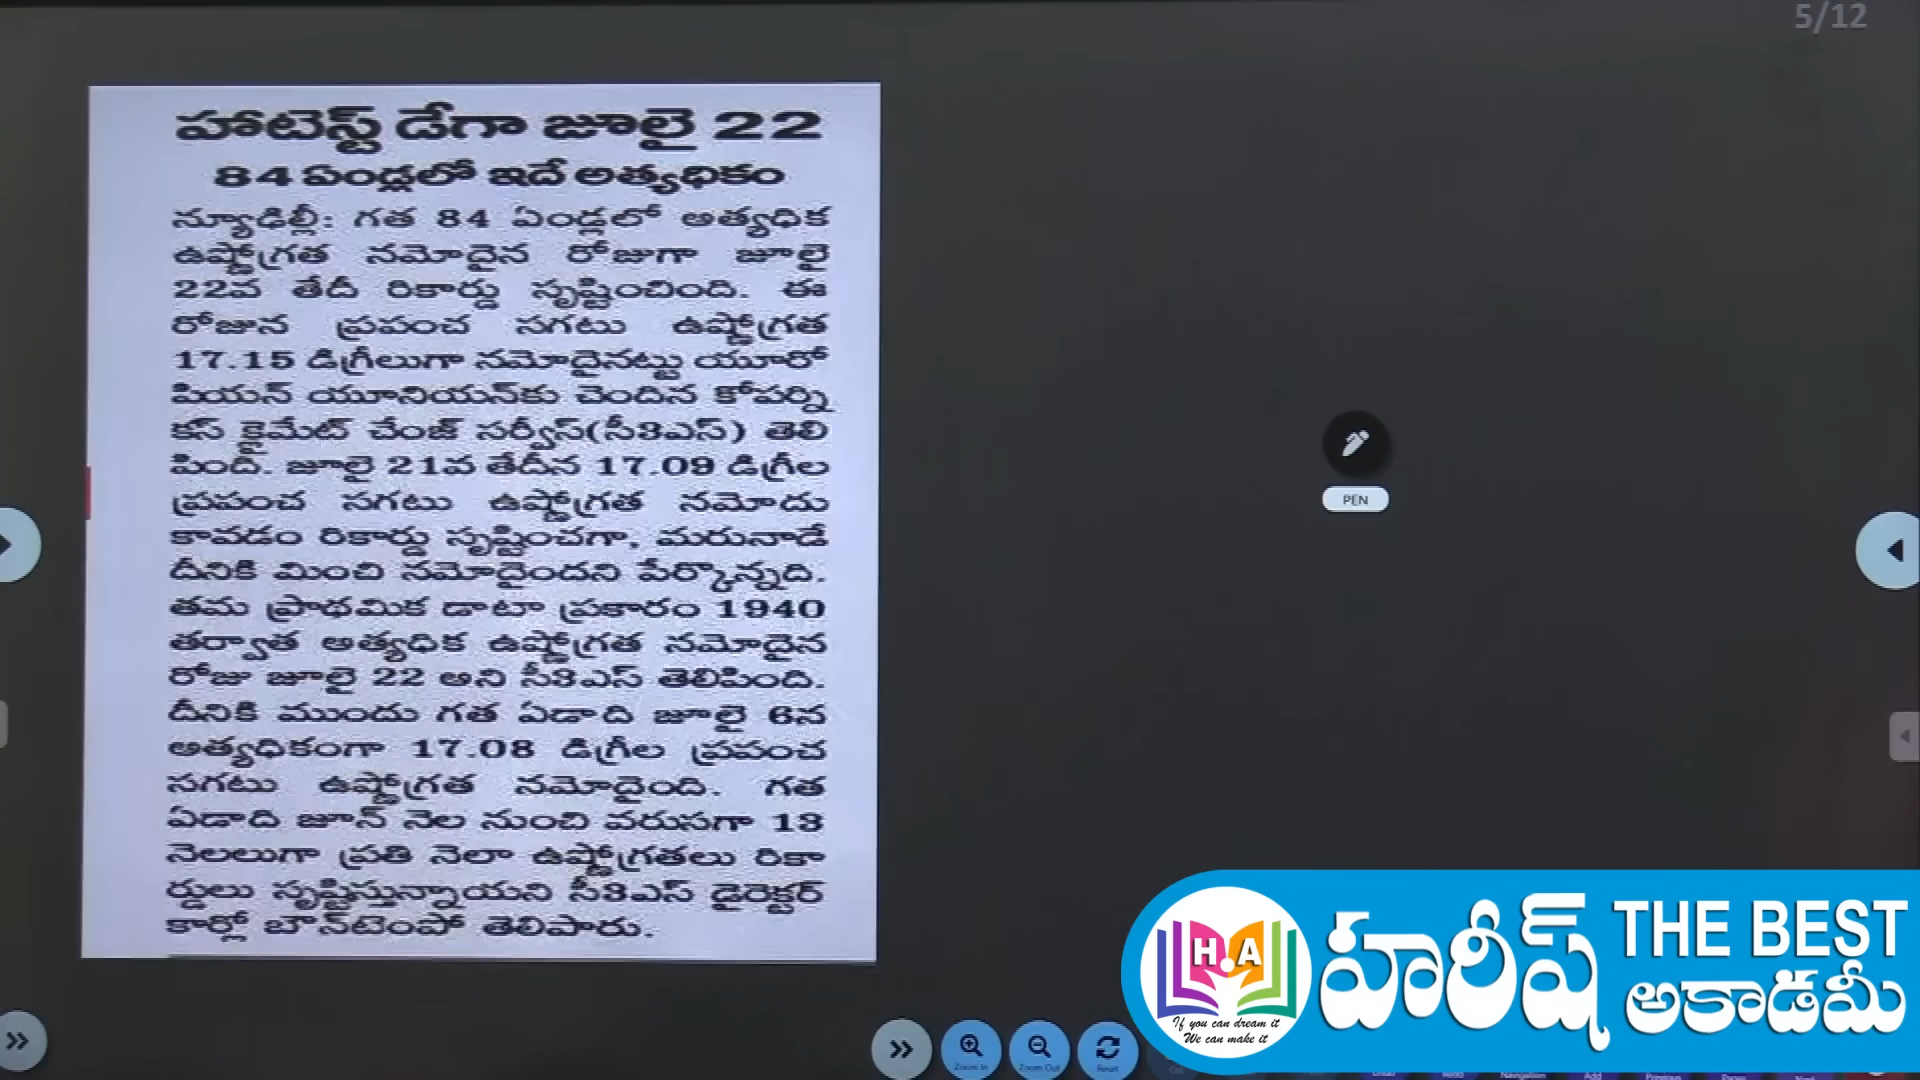 5/12
హాటెస్ట్ డేగా జూలై 22
84 ఏండ్లలో ఇదే అత్యధికం
న్యూఢిల్లీ: గత 84 ఏండ్లలో అత్యధిక
ఉష్ణోగ్రత నమోదైన రోజుగా జూలై
22వ తేదీ రికార్డు సృష్టించింది. ఈ
రోజున ప్రపంచ సగటు ఉష్ణోగ్రత
17.15 డిగ్రీలుగా నమోదైనట్టు యూరో
పియన్ యూనియన్‌కు చెందిన కోపర్ని
కస్ క్లైమేట్ చేంజ్ సర్వీస్(సీ3ఎస్) తెలి
పింది. జూలై 21వ తేదీన 17.09 డిగ్రీల
ప్రపంచ సగటు ఉష్ణోగ్రత నమోదు
కావడం రికార్డు సృష్టించగా, మరునాడే
దీనికి మించి నమోదైందని పేర్కొన్నది.
తమ ప్రాథమిక డాటా ప్రకారం 1940
తర్వాత అత్యధిక ఉష్ణోగ్రత నమోదైన
రోజు జూలై 22 అని సీ3ఎస్ తెలిపింది.
దీనికి ముందు గత ఏడాది జూలై 6న
అత్యధికంగా 17.08 డిగ్రీల ప్రపంచ
సగటు ఉష్ణోగ్రత నమోదైంది. గత
ఏడాది జూన్ నెల నుంచి వరుసగా 13
నెలలుగా ప్రతి నెలా ఉష్ణోగ్రతలు రికా
ర్డులు సృష్టిస్తున్నాయని సీ3ఎస్ డైరెక్టర్
కార్లో బౌన్‌టెంపో తెలిపారు.
PEN
H.A
If you can dream it
We can make it
హరీష్
THE BEST
అకాడమీ
Zoom In
Zoom Out
Reset